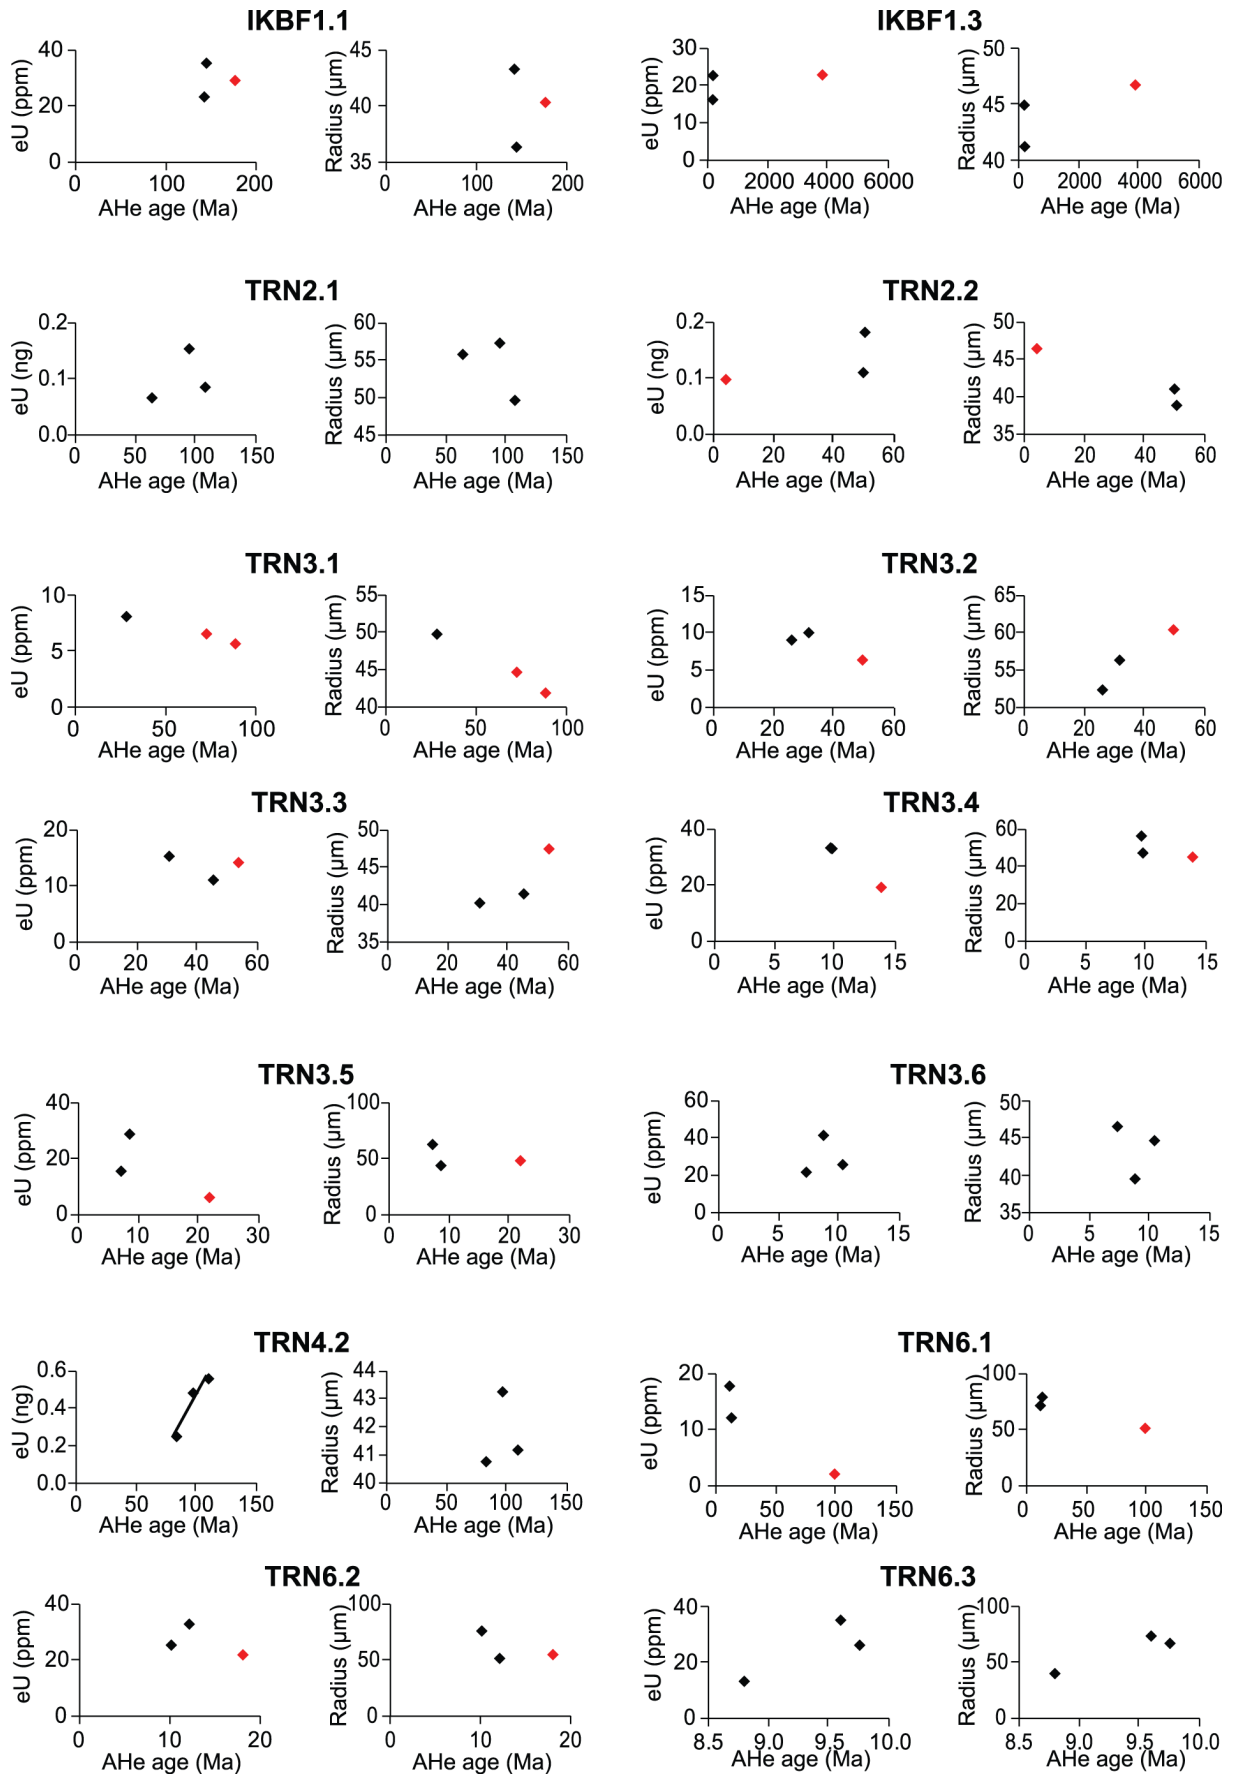 IKBF1.1
IKBF1.3
eU (ppm)
40
20
0
0 100 200
AHe age (Ma)
Radius (µm)
45
40
35
0 100 200
AHe age (Ma)
eU (ppm)
30
20
10
0
0 2000 4000 6000
AHe age (Ma)
Radius (µm)
50
45
40
0 2000 4000 6000
AHe age (Ma)
TRN2.1
TRN2.2
eU (ng)
0.2
0.1
0.0
0 50 100 150
AHe age (Ma)
Radius (µm)
60
55
50
45
0 50 100 150
AHe age (Ma)
eU (ng)
0.2
0.1
0.0
0 20 40 60
AHe age (Ma)
Radius (µm)
50
45
40
35
0 20 40 60
AHe age (Ma)
TRN3.1
TRN3.2
eU (ppm)
10
5
0
0 50 100
AHe age (Ma)
Radius (µm)
55
50
45
40
0 50 100
AHe age (Ma)
eU (ppm)
15
10
5
0
0 20 40 60
AHe age (Ma)
Radius (µm)
65
60
55
50
0 20 40 60
AHe age (Ma)
TRN3.3
TRN3.4
eU (ppm)
20
10
0
0 20 40 60
AHe age (Ma)
Radius (µm)
50
45
40
35
0 20 40 60
AHe age (Ma)
eU (ppm)
40
20
0
0 5 10 15
AHe age (Ma)
Radius (µm)
60
40
20
0
0 5 10 15
AHe age (Ma)
TRN3.5
TRN3.6
eU (ppm)
40
20
0
0 10 20 30
AHe age (Ma)
Radius (µm)
100
50
0
0 10 20 30
AHe age (Ma)
eU (ppm)
60
40
20
0
0 5 10 15
AHe age (Ma)
Radius (µm)
50
45
40
35
0 5 10 15
AHe age (Ma)
TRN4.2
TRN6.1
eU (ng)
0.6
0.4
0.2
0.0
0 50 100 150
AHe age (Ma)
Radius (µm)
44
43
42
41
40
0 50 100 150
AHe age (Ma)
eU (ppm)
20
10
0
0 50 100 150
AHe age (Ma)
Radius (µm)
100
50
0
0 50 100 150
AHe age (Ma)
TRN6.2
TRN6.3
eU (ppm)
40
20
0
0 10 20
AHe age (Ma)
Radius (µm)
100
50
0
0 10 20
AHe age (Ma)
eU (ppm)
40
20
0
8.5 9.0 9.5 10.0
AHe age (Ma)
Radius (µm)
100
50
0
8.5 9.0 9.5 10.0
AHe age (Ma)